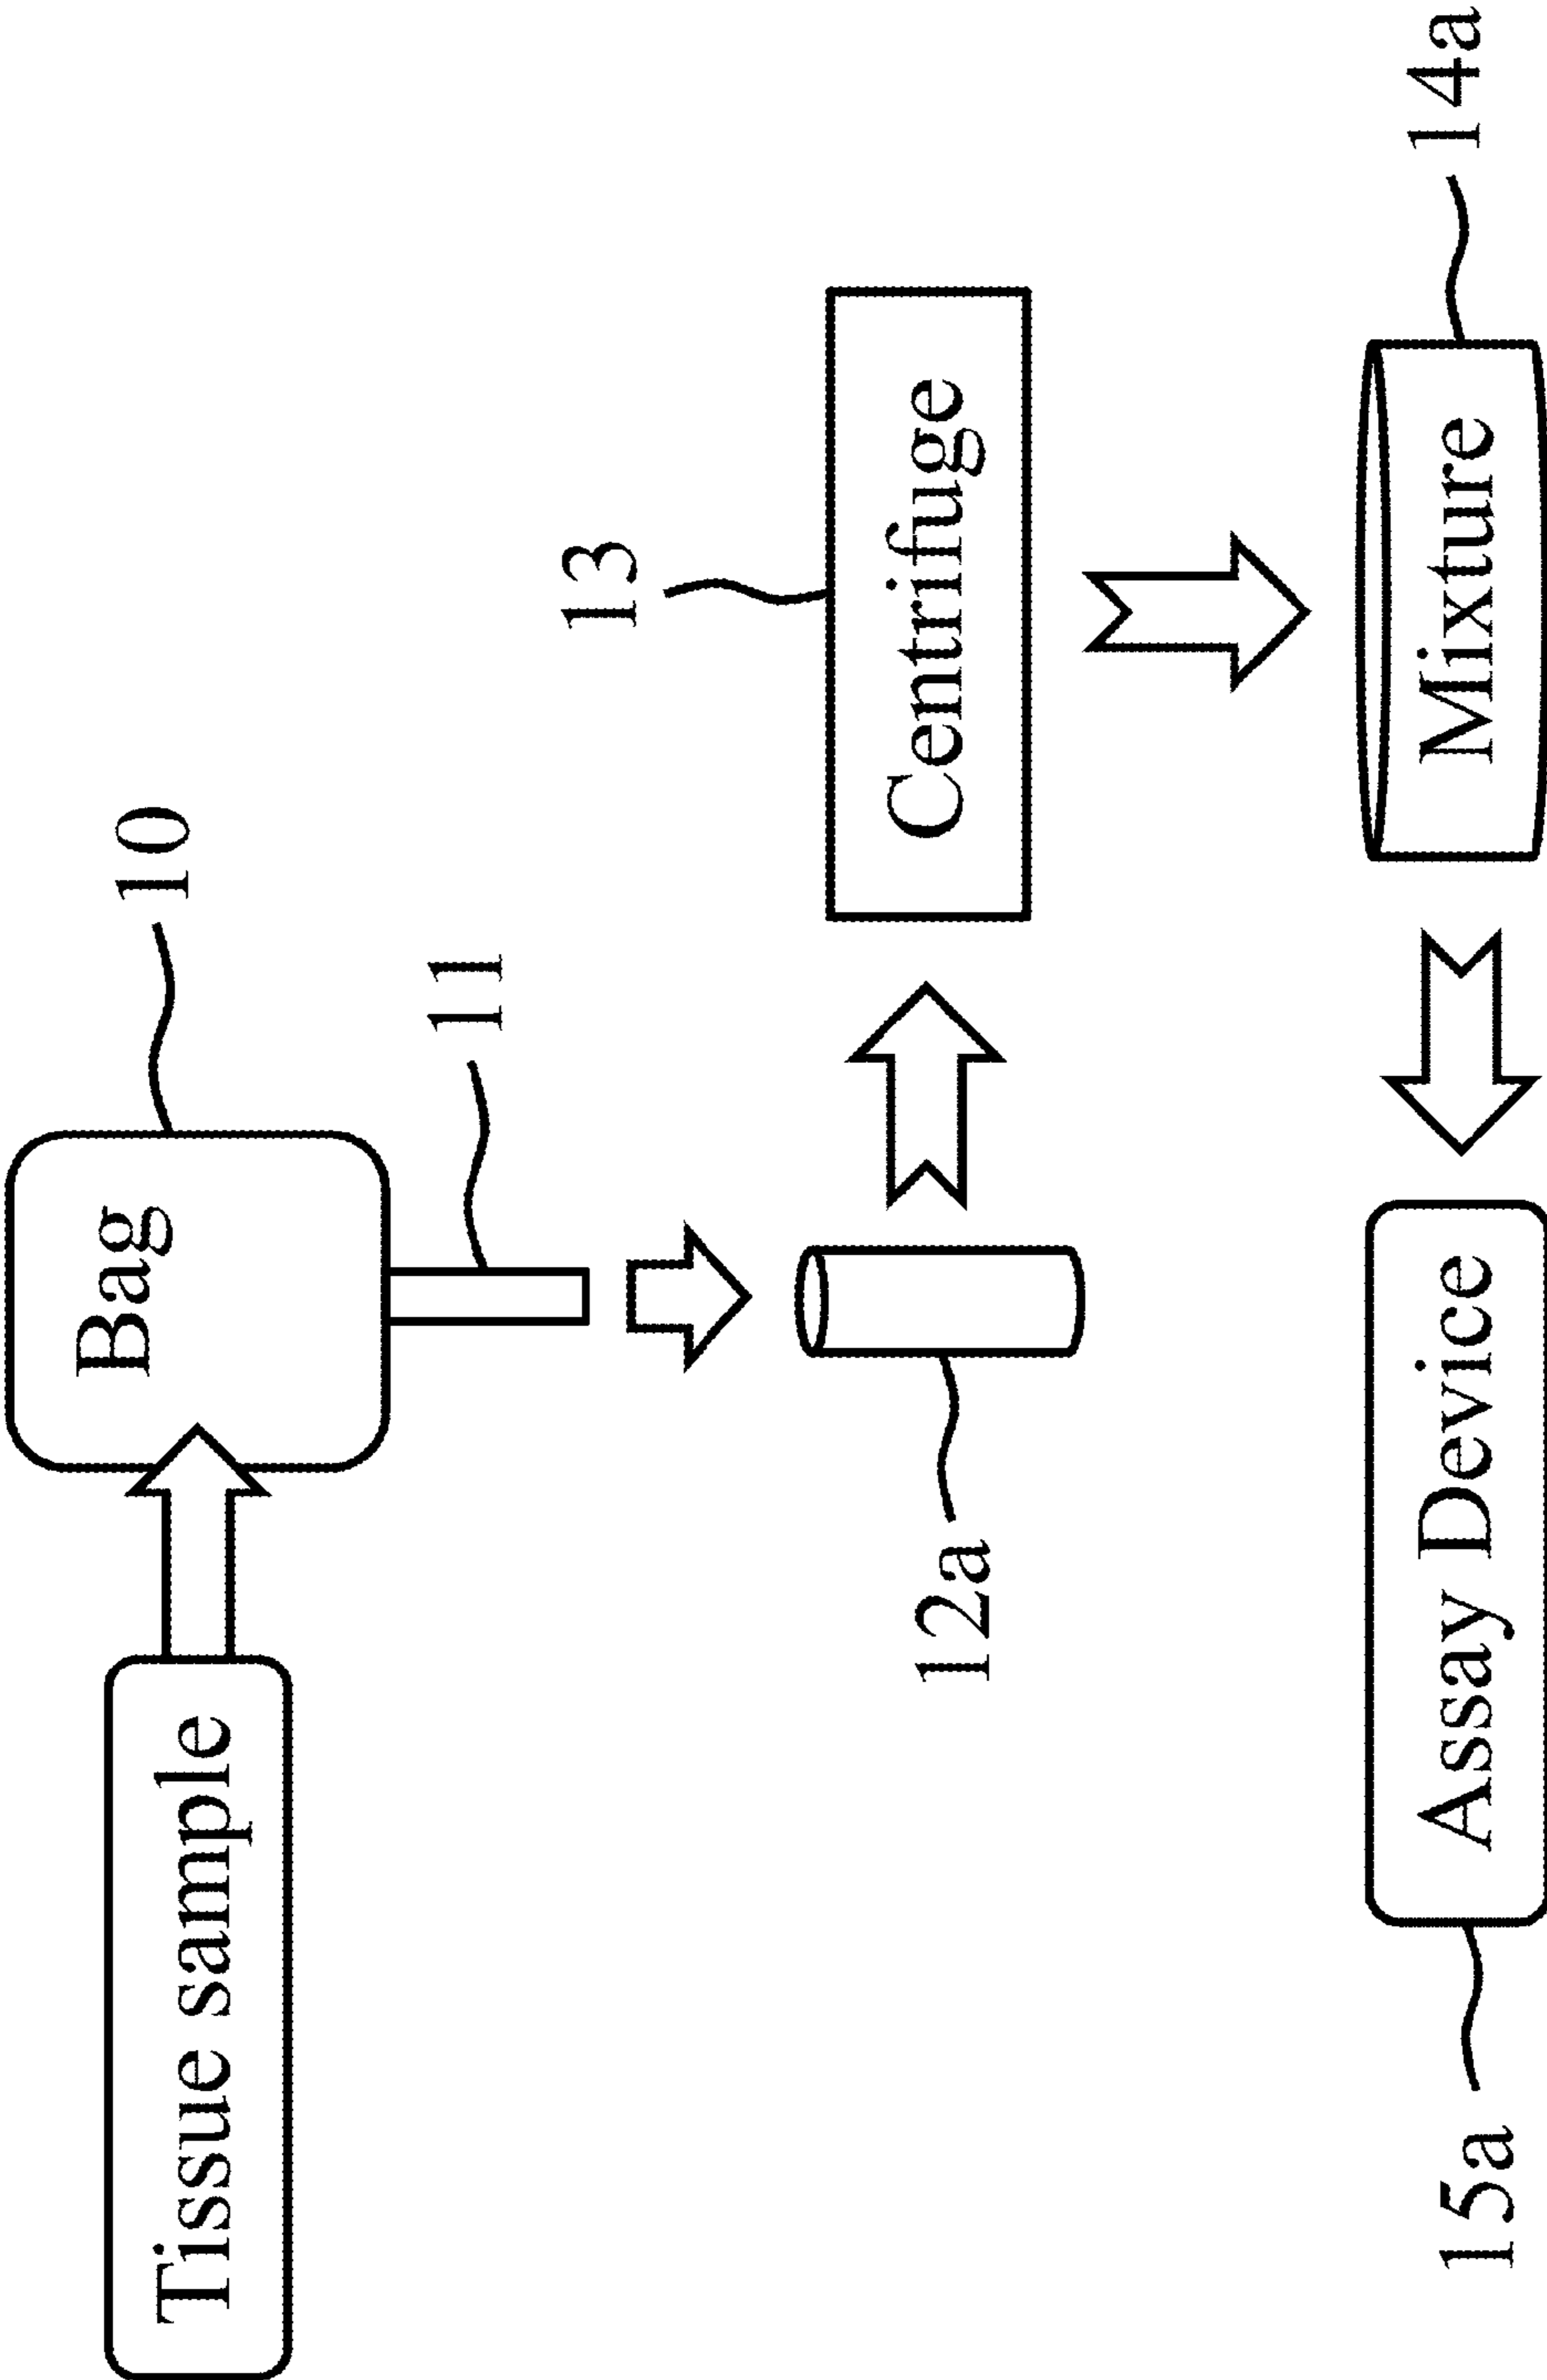 Tissue sample
Bag
10
11
12a
13
Centrifuge
Mixture
14a
Assay Device
15a